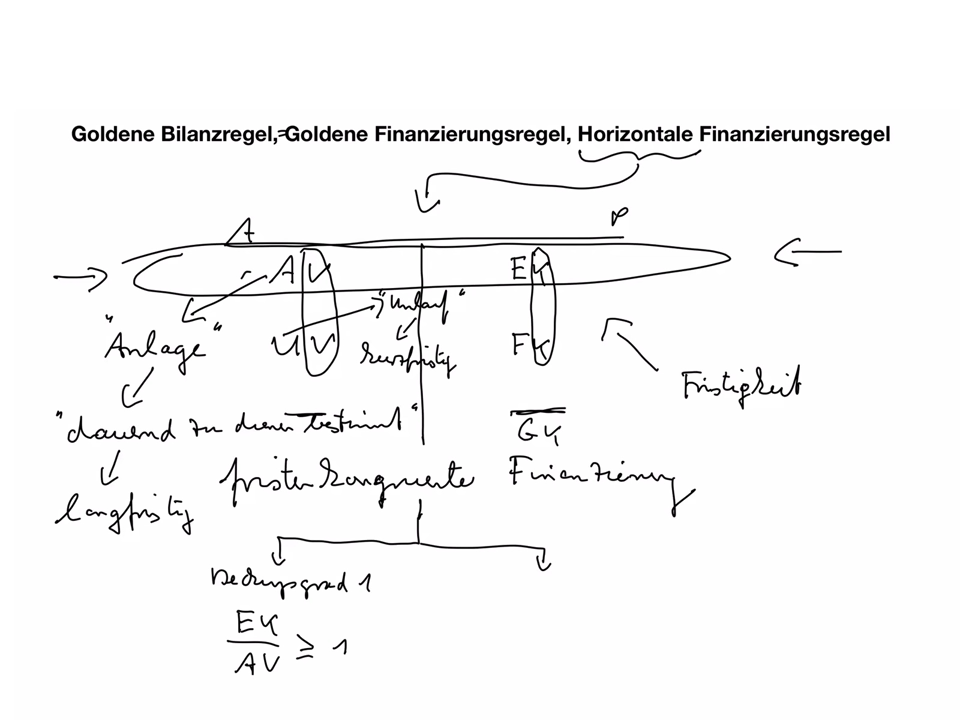 Goldene Bilanzregel,=Goldene Finanzierungsregel, Horizontale Finanzierungsregel
A P
AV EK
"Umlauf"
"Anlage" UV FK
kurzfristig
Fristigkeit
"dauernd zu dienen bestimmt"
GK
fristenkongruente Finanzierung
langfristig
Deckungsgrad 1
EK
AV ≥ 1